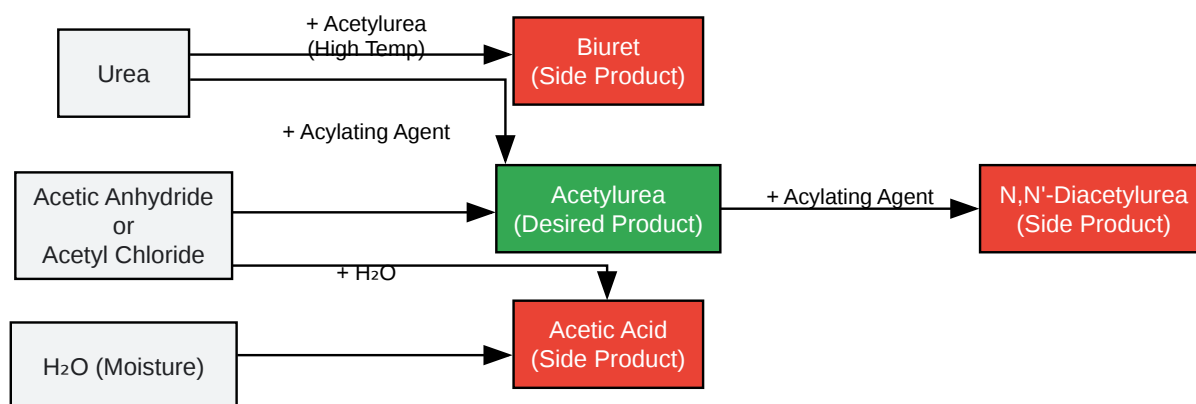 + Acetylurea
(High Temp)
Urea
Biuret
(Side Product)
+ Acylating Agent
Acetic Anhydride
or
Acetyl Chloride
Acetylurea
(Desired Product)
+ Acylating Agent
N,N'-Diacetylurea
(Side Product)
+ H₂O
H₂O (Moisture)
Acetic Acid
(Side Product)